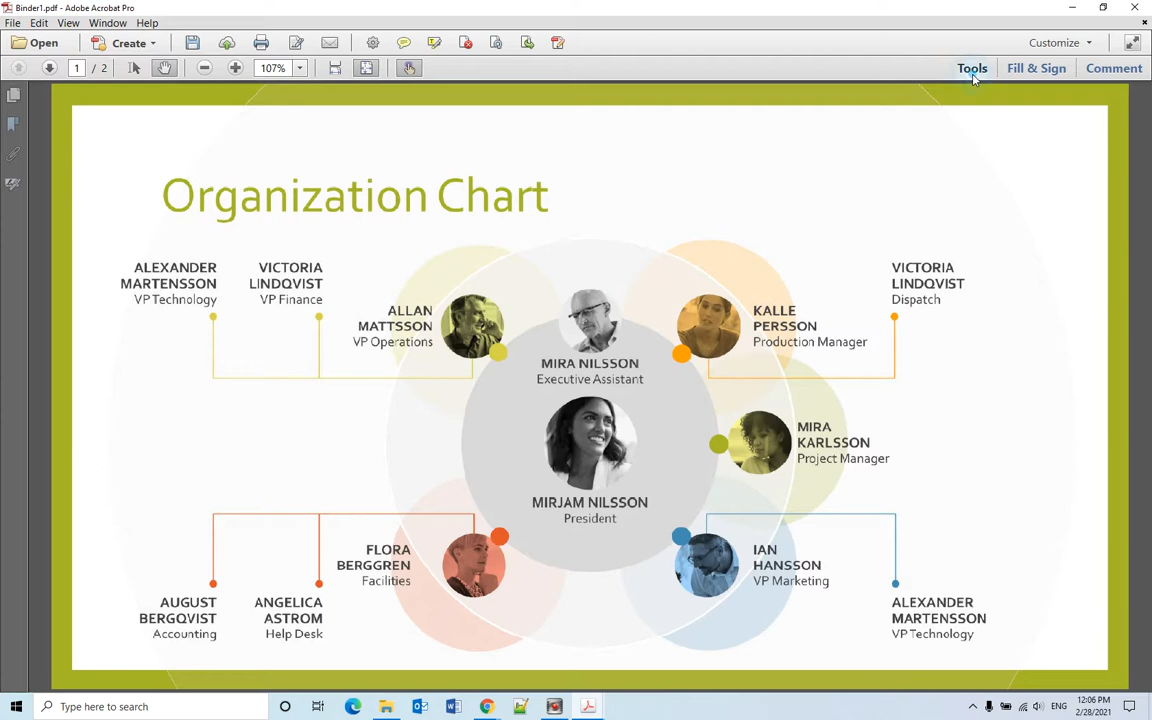 Binder1.pdf - Adobe Acrobat Pro
File Edit View Window Help
Open Create Customize
1 / 2 107% Tools Fill & Sign Comment
Organization Chart
ALEXANDER
MARTENSSON
VP Technology
VICTORIA
LINDQVIST
VP Finance
ALLAN
MATTSSON
VP Operations
MIRA NILSSON
Executive Assistant
KALLE
PERSSON
Production Manager
VICTORIA
LINDQVIST
Dispatch
MIRA
KARLSSON
Project Manager
MIRJAM NILSSON
President
FLORA
BERGGREN
Facilities
IAN
HANSSON
VP Marketing
AUGUST
BERGQVIST
Accounting
ANGELICA
ASTROM
Help Desk
ALEXANDER
MARTENSSON
VP Technology
Type here to search
ENG
12:06 PM
2/28/2021